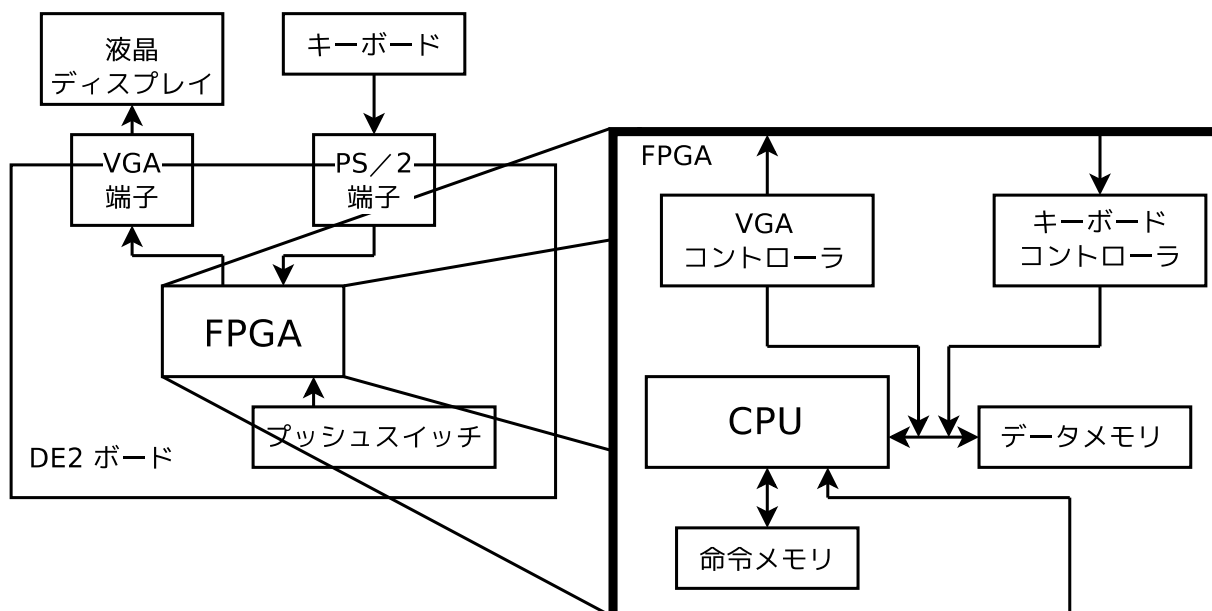 液晶
ディスプレイ
キーボード
VGA
端子
PS／2
端子
FPGA
プッシュスイッチ
DE2 ボード
FPGA
VGA
コントローラ
キーボード
コントローラ
CPU
データメモリ
命令メモリ